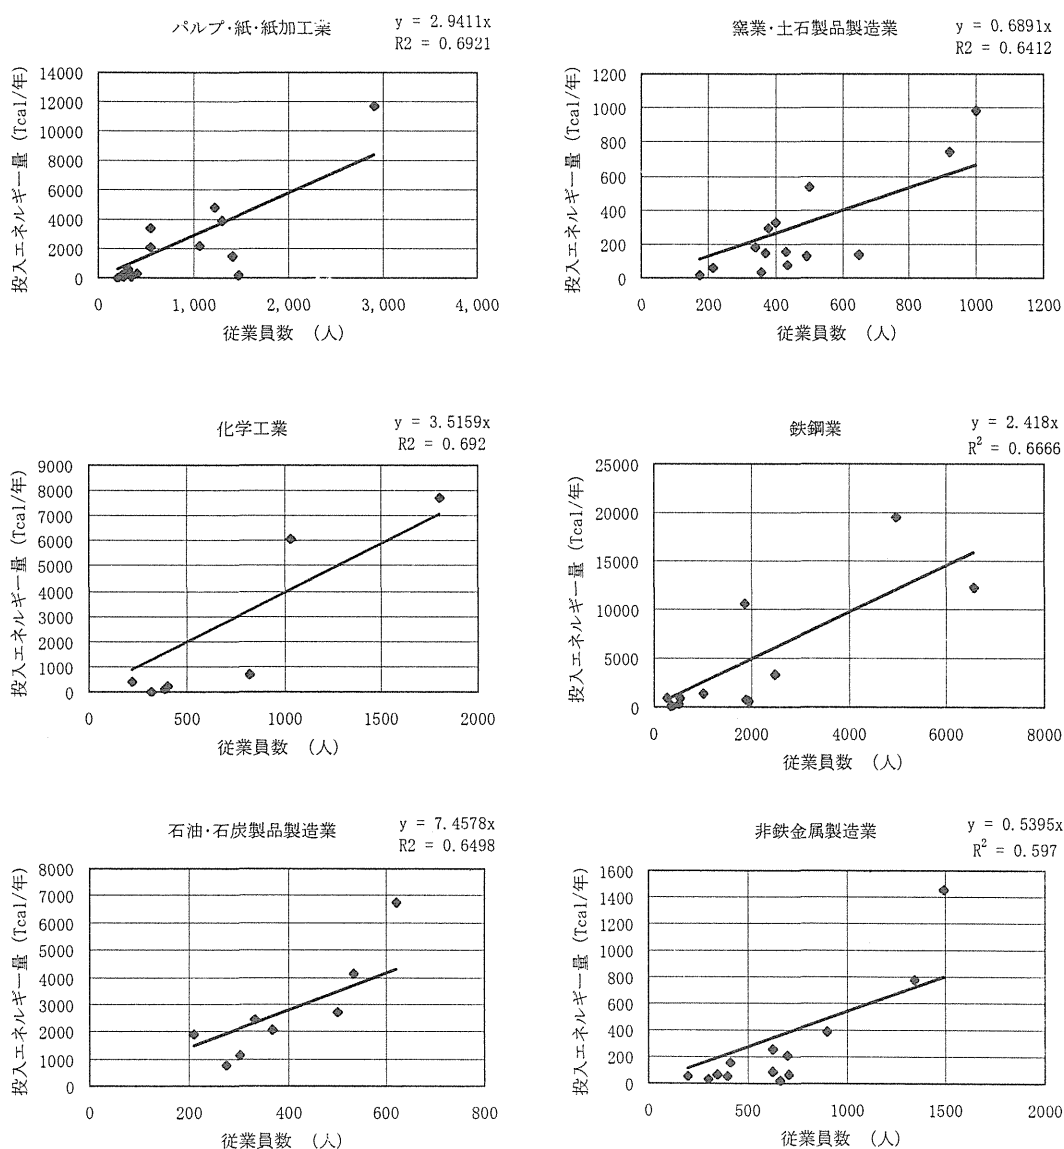 パルプ・紙・紙加工業
y = 2.9411x
R2 = 0.6921
投入エネルギー量 (Tcal/年)
14000
12000
10000
8000
6000
4000
2000
0
0 1,000 2,000 3,000 4,000
従業員数 (人)
窯業・土石製品製造業
y = 0.6891x
R2 = 0.6412
投入エネルギー量 (Tcal/年)
1200
1000
800
600
400
200
0
0 200 400 600 800 1000 1200
従業員数 (人)
化学工業
y = 3.5159x
R2 = 0.692
投入エネルギー量 (Tcal/年)
9000
8000
7000
6000
5000
4000
3000
2000
1000
0
0 500 1000 1500 2000
従業員数 (人)
鉄鋼業
y = 2.418x
R² = 0.6666
投入エネルギー量 (Tcal/年)
25000
20000
15000
10000
5000
0
0 2000 4000 6000 8000
従業員数 (人)
石油・石炭製品製造業
y = 7.4578x
R2 = 0.6498
投入エネルギー量 (Tcal/年)
8000
7000
6000
5000
4000
3000
2000
1000
0
0 200 400 600 800
従業員数 (人)
非鉄金属製造業
y = 0.5395x
R² = 0.597
投入エネルギー量 (Tcal/年)
1600
1400
1200
1000
800
600
400
200
0
0 500 1000 1500 2000
従業員数 (人)